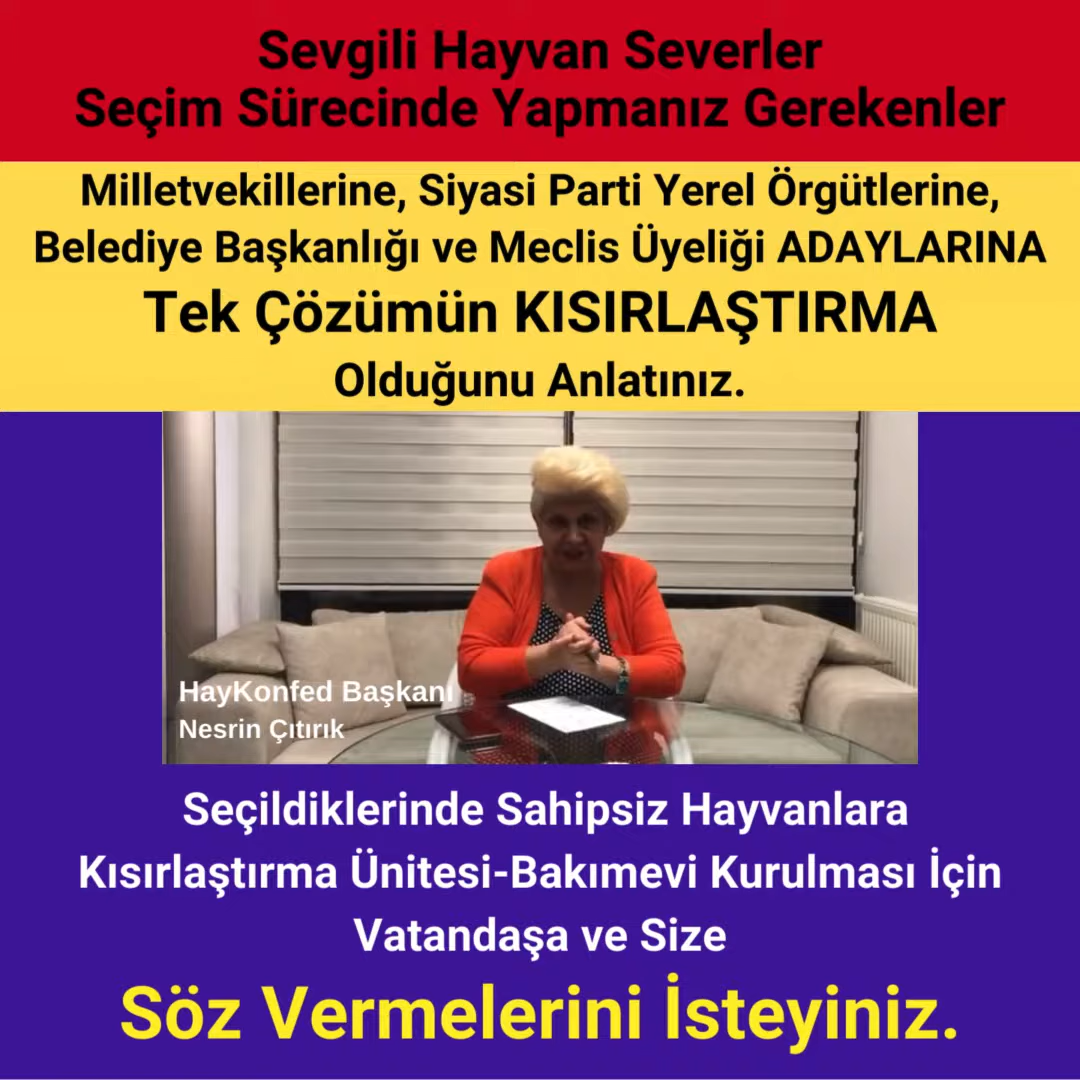 Sevgili Hayvan Severler
Seçim Sürecinde Yapmanız Gerekenler
Milletvekillerine, Siyasi Parti Yerel Örgütlerine,
Belediye Başkanlığı ve Meclis Üyeliği ADAYLARINA
Tek Çözümün KISIRLAŞTIRMA
Olduğunu Anlatınız.
HayKonfed Başkanı
Nesrin Çıtırık
Seçildiklerinde Sahipsiz Hayvanlara
Kısırlaştırma Ünitesi-Bakımevi Kurulması İçin
Vatandaşa ve Size
Söz Vermelerini İsteyiniz.